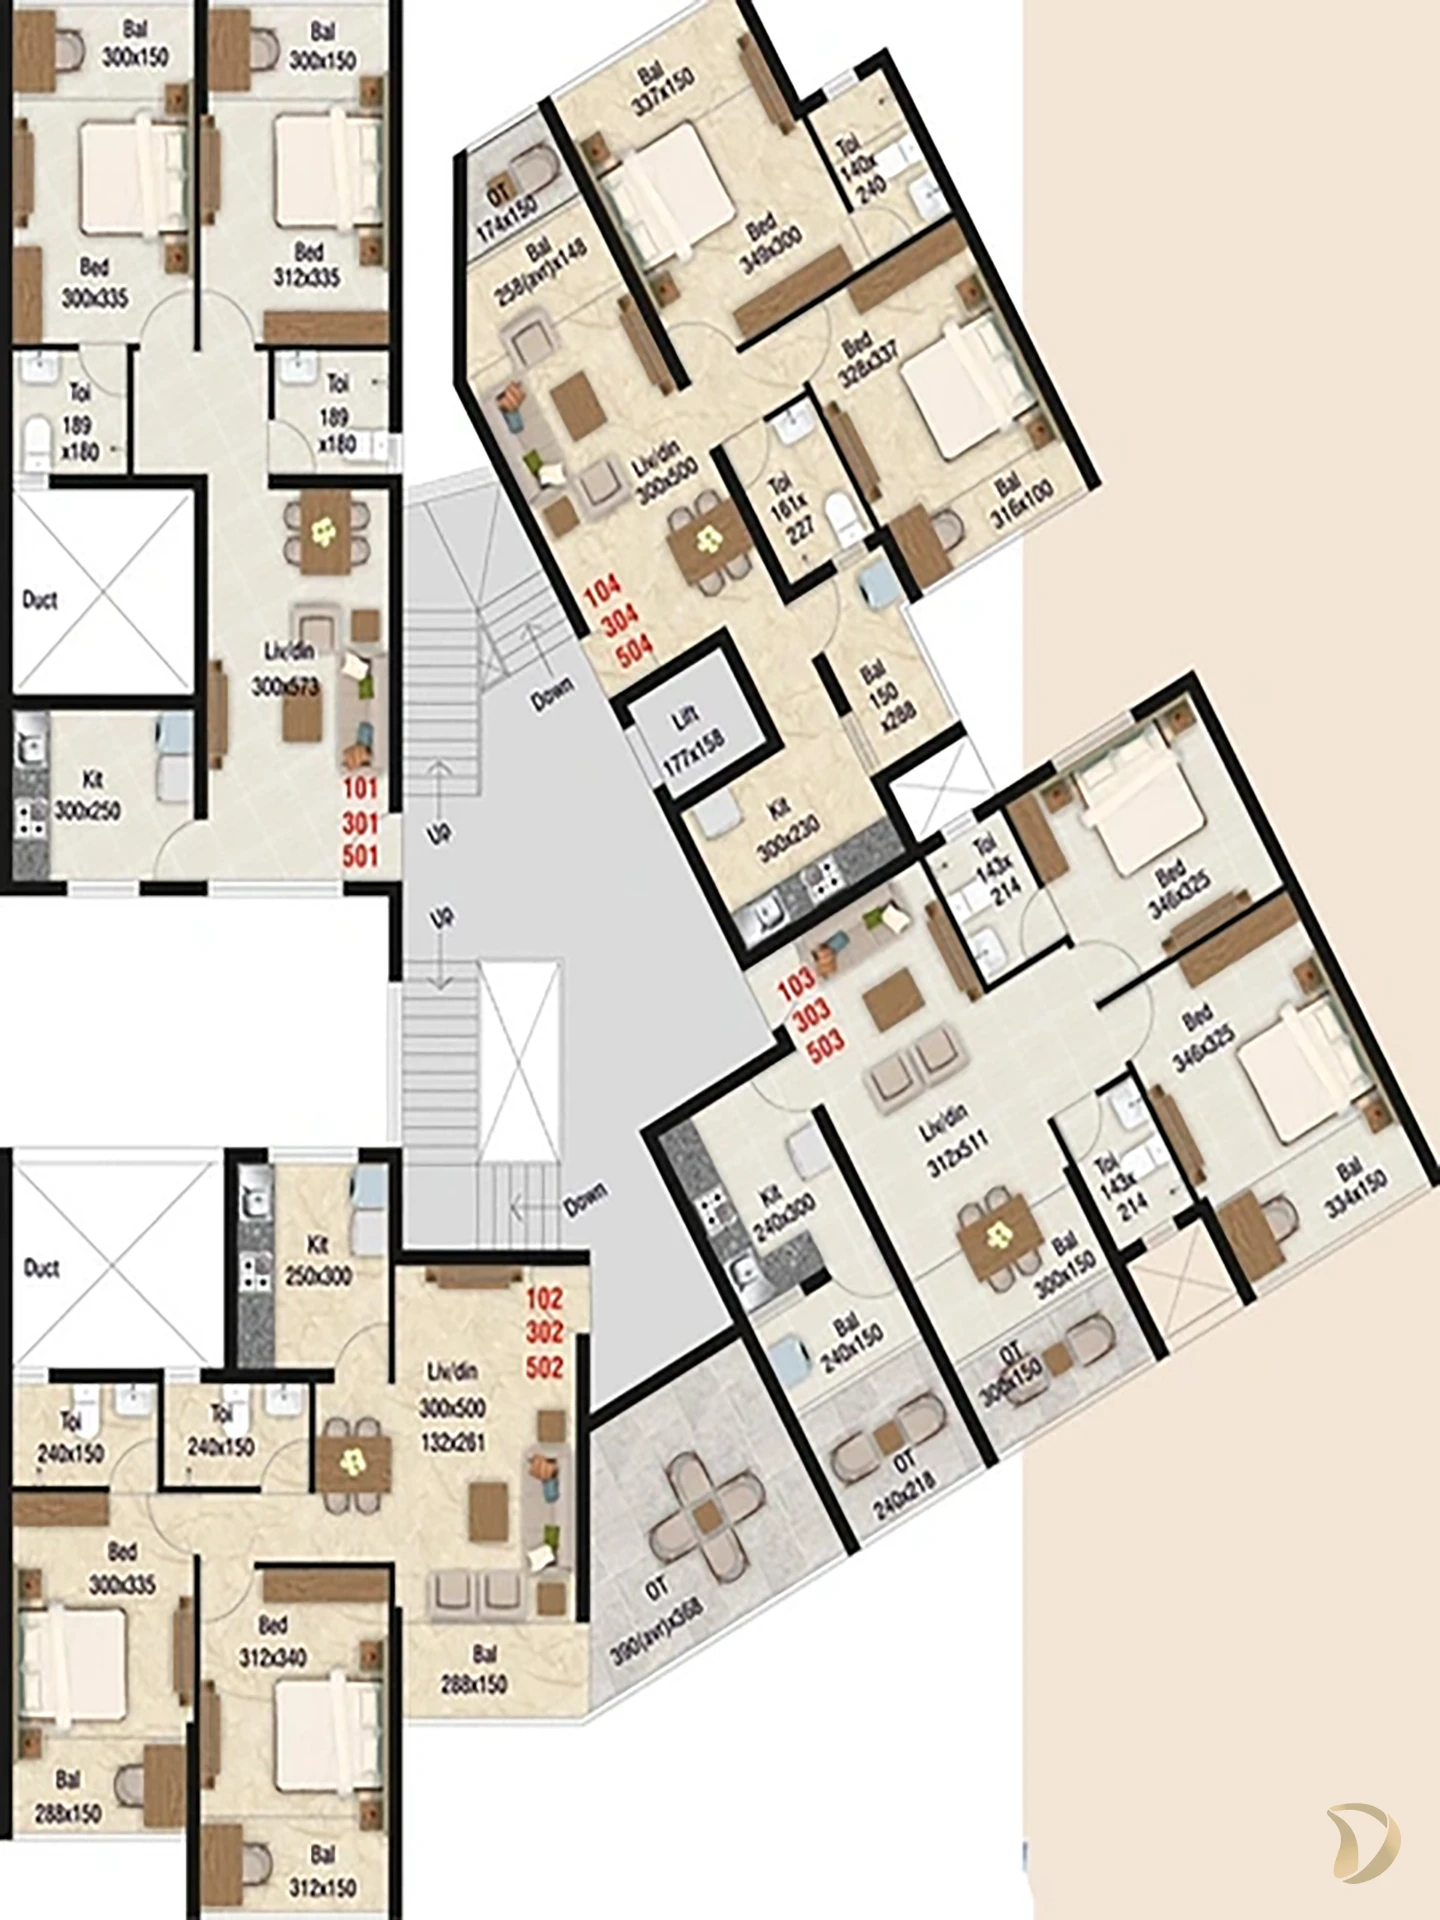 Bal
300x150
Bal
300x150
Bed
300x335
Bed
312x335
Toi
189
x180
Toi
189
x180
Duct
Liv/din
300x573
Kit
300x250
101
301
501
Bal
337x150
OT
174x150
Bal
258(avr)x148
Toi
140x
240
Bed
349x300
Bed
328x337
Liv/din
300x500
Toi
161x
227
Bal
316x100
104
304
504
Bal
150
x288
Lift
177x158
Kit
300x230
Down
Up
Up
Down
103
303
503
Toi
143x
214
Bed
346x325
Bed
346x325
Liv/din
312x511
Kit
240x300
Toi
143x
214
Bal
334x150
Bal
300x150
OT
300x150
Bal
240x150
OT
240x218
OT
390(avr)x368
Duct
Kit
250x300
102
302
502
Liv/din
300x500
132x261
Toi
240x150
Toi
240x150
Bed
300x335
Bed
312x340
Bal
288x150
Bal
288x150
Bal
312x150